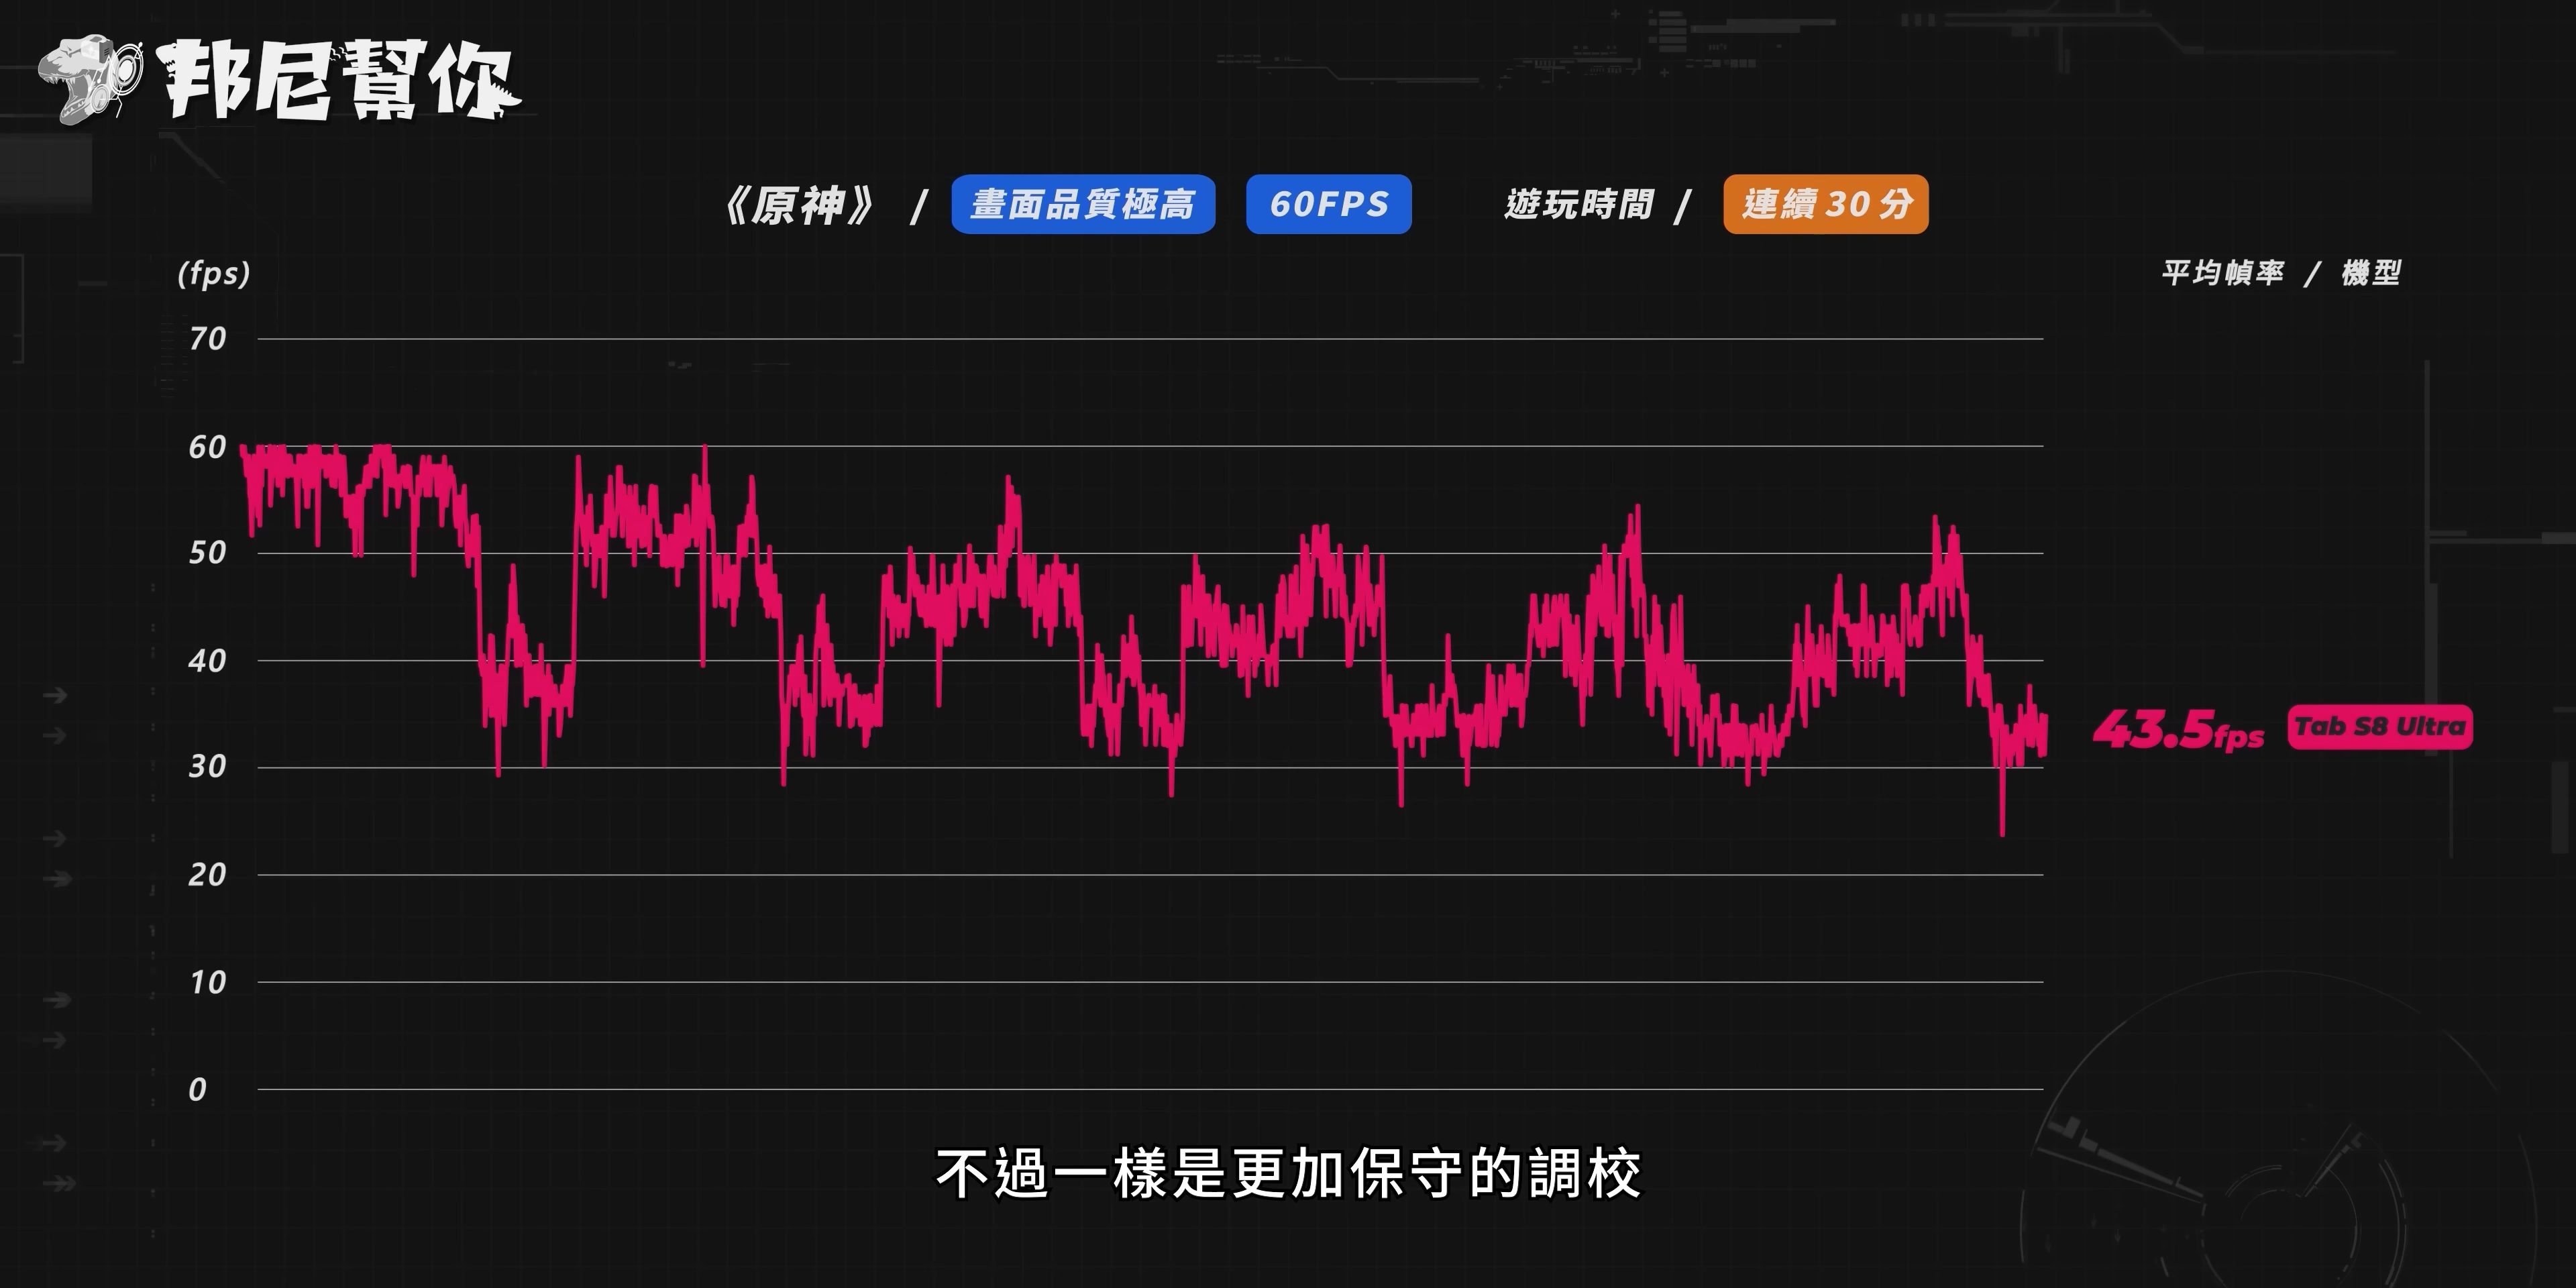 邦尼幫你
《原神》 / 畫面品質極高 60FPS 遊玩時間 / 連續 30 分
(fps)
平均幀率 / 機型
70
60
50
40
30
20
10
0
43.5fps Tab S8 Ultra
不過一樣是更加保守的調校